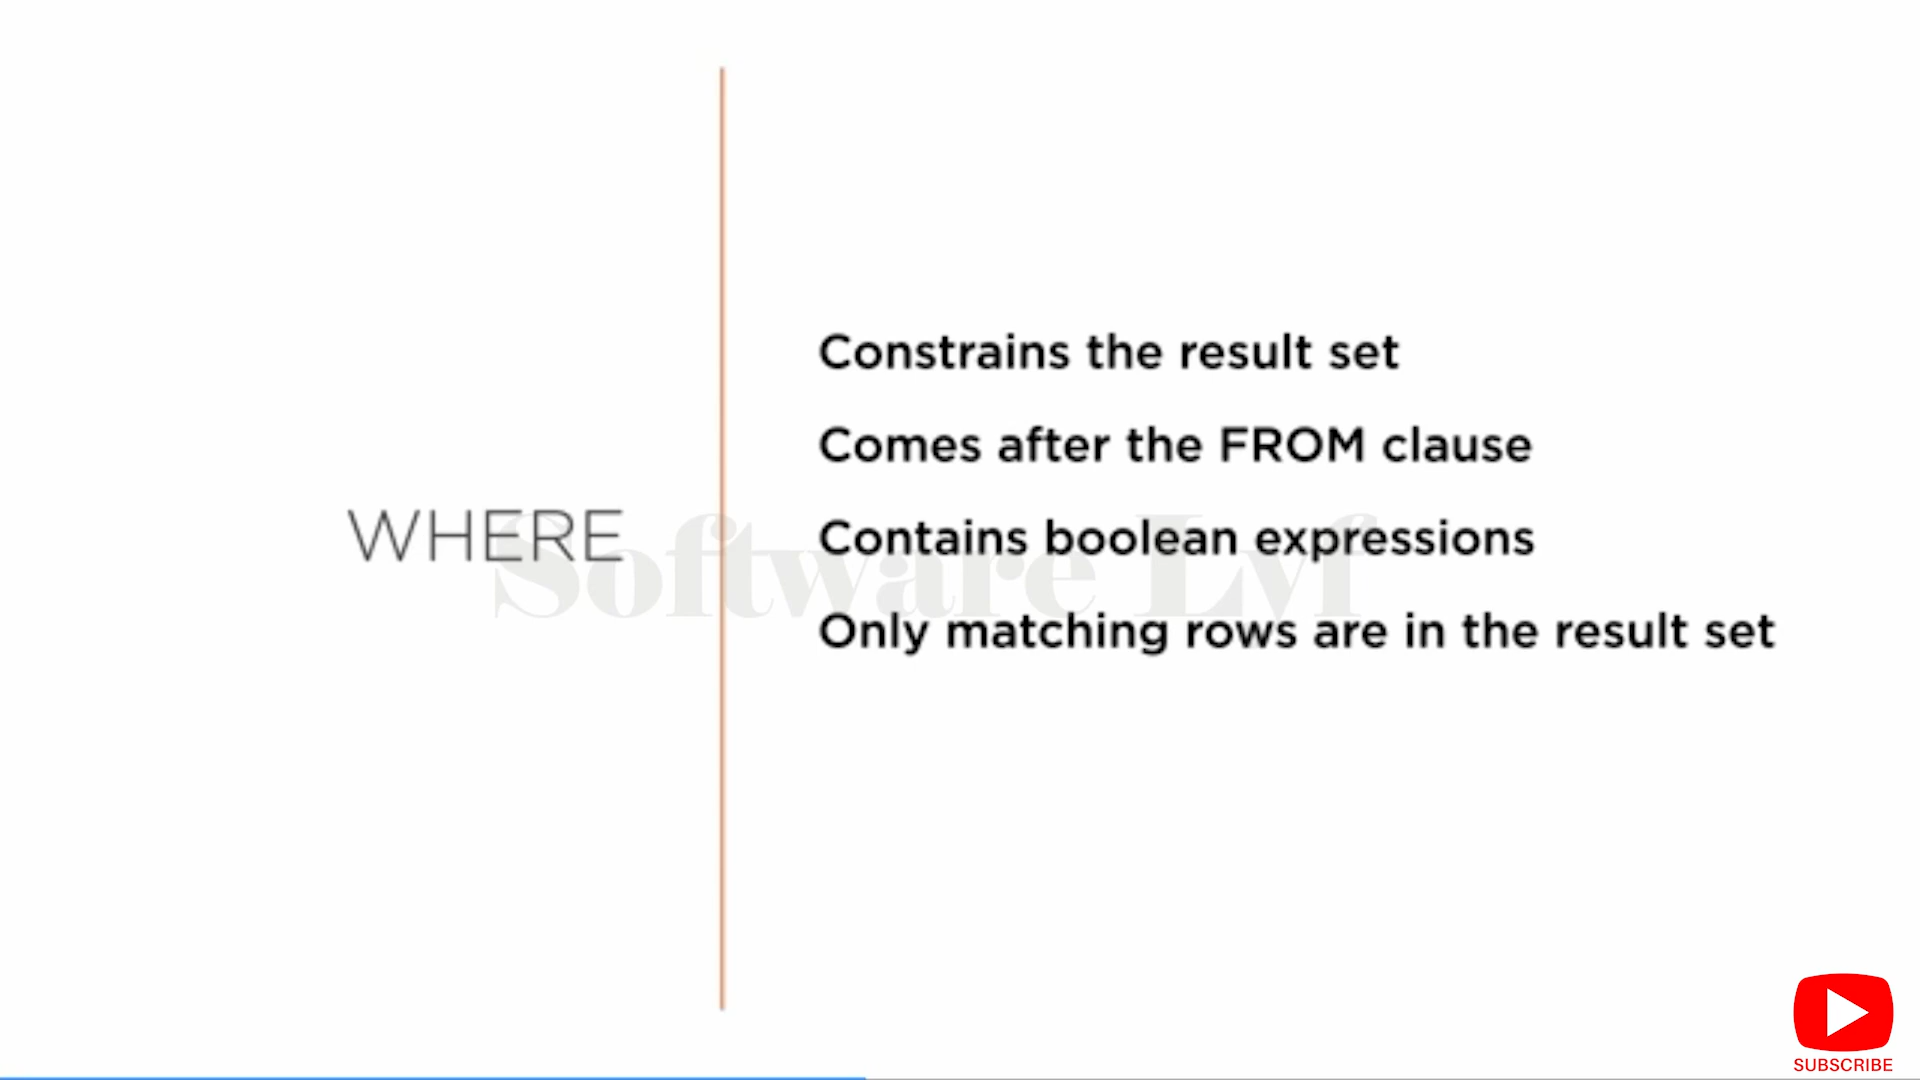 WHERE
Constrains the result set
Comes after the FROM clause
Contains boolean expressions
Only matching rows are in the result set
Software Lvf
SUBSCRIBE